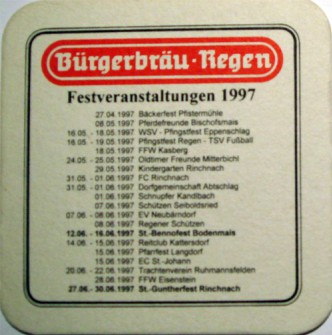 Bürgerbräu·Regen
Festveranstaltungen 1997
27.04.1997 Bäckerfest Pfistermühle
08.05.1997 Pferdefreunde Bischofsmais
16.05. - 18.05.1997 WSV - Pfingstfest Eppenschlag
16.05. - 19.05.1997 Pfingstfest Regen - TSV Fußball
18.05.1997 FFW Kasberg
24.05. - 25.05.1997 Oldtimer Freunde Mitterbichl
29.05.1997 Kindergarten Rinchnach
31.05. - 01.06.1997 FC Rinchnach
31.05. - 01.06.1997 Dorfgemeinschaft Abtschlag
01.06.1997 Schnupfer Kandlbach
07.06.1997 Schützen Seiboldsried
07.06. - 08.06.1997 EV Neubärndorf
08.06.1997 Regener Schützen
12.06. - 16.06.1997 St.-Bennofest Bodenmais
14.06. - 15.06.1997 Reitclub Kattersdorf
15.06.1997 Pfarrfest Langdorf
15.06.1997 EC St.-Johann
20.06. - 22.06.1997 Trachtenverein Ruhmannsfelden
28.06.1997 FFW Eisenstein
27.06. - 30.06.1997 St.-Guntherfest Rinchnach